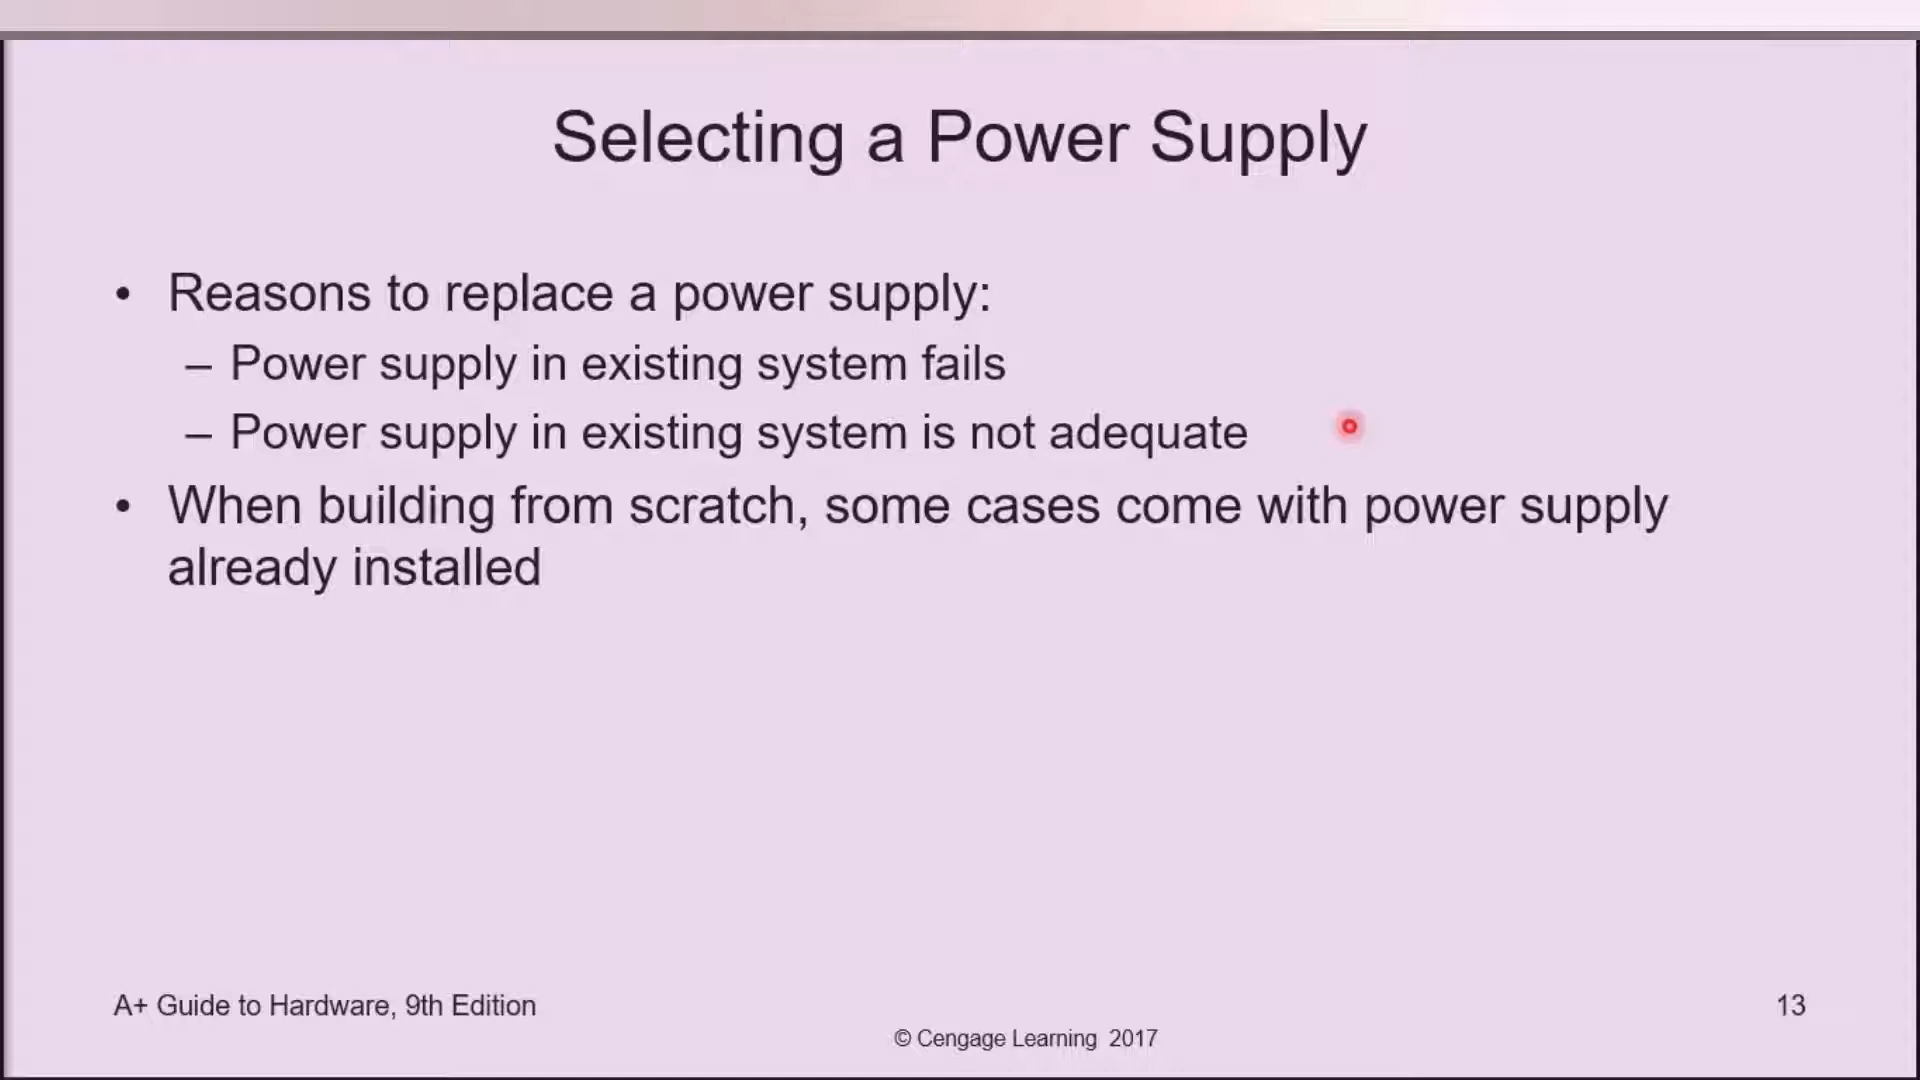 Selecting a Power Supply
• Reasons to replace a power supply:
– Power supply in existing system fails
– Power supply in existing system is not adequate
• When building from scratch, some cases come with power supply
already installed
A+ Guide to Hardware, 9th Edition
13
© Cengage Learning 2017